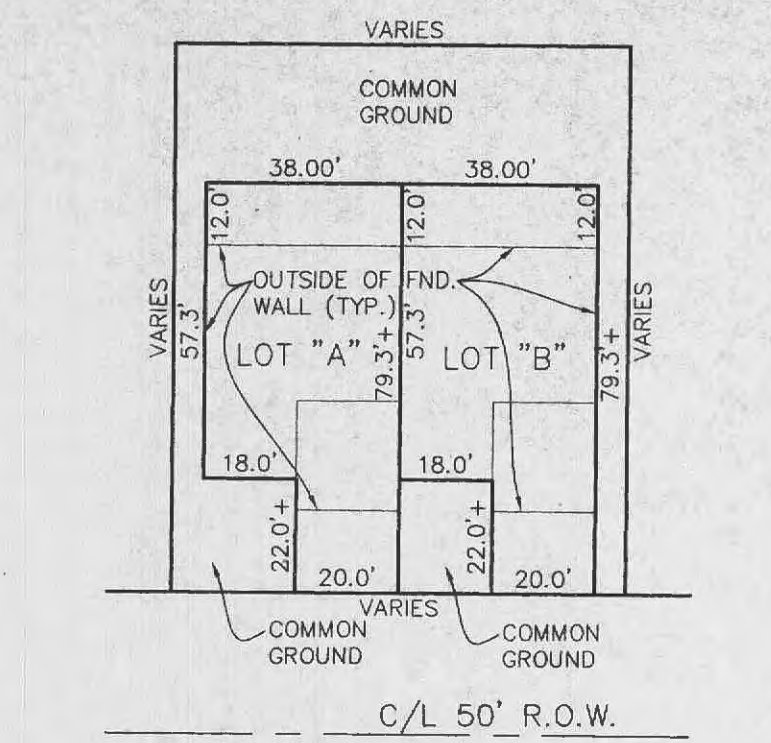 VARIES
COMMON
GROUND
38.00'
38.00'
12.0'
12.0'
12.0'
OUTSIDE OF FND.
WALL (TYP.)
VARIES
57.3'
LOT "A"
79.3'+
57.3'
LOT "B"
79.3'+
VARIES
18.0'
18.0'
22.0'+
22.0'+
20.0'
20.0'
VARIES
COMMON
GROUND
COMMON
GROUND
C/L 50' R.O.W.